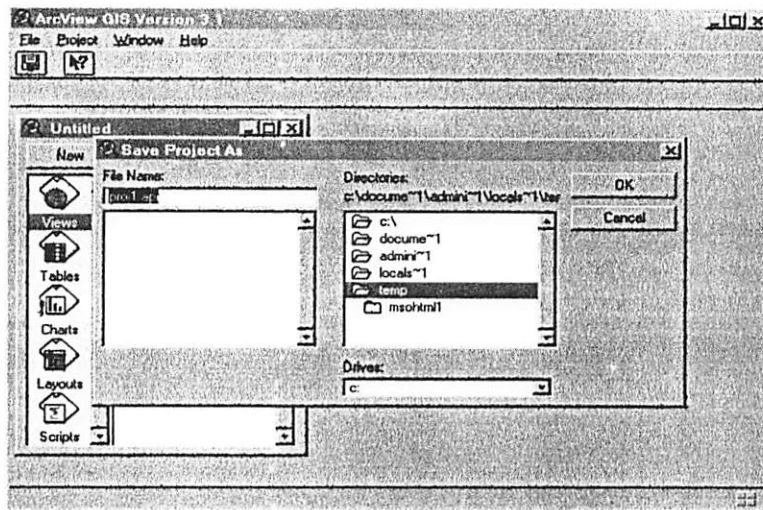 ArcView GIS Version 3.1
File Project Window Help
Untitled
New
Views
Tables
Charts
Layouts
Scripts
Save Project As
File Name:
proj1.apr
Directories:
c:\docume~1\admini~1\locals~1\ter
c:\
docume~1
admini~1
locals~1
temp
msohtml1
Drives:
c:
OK
Cancel